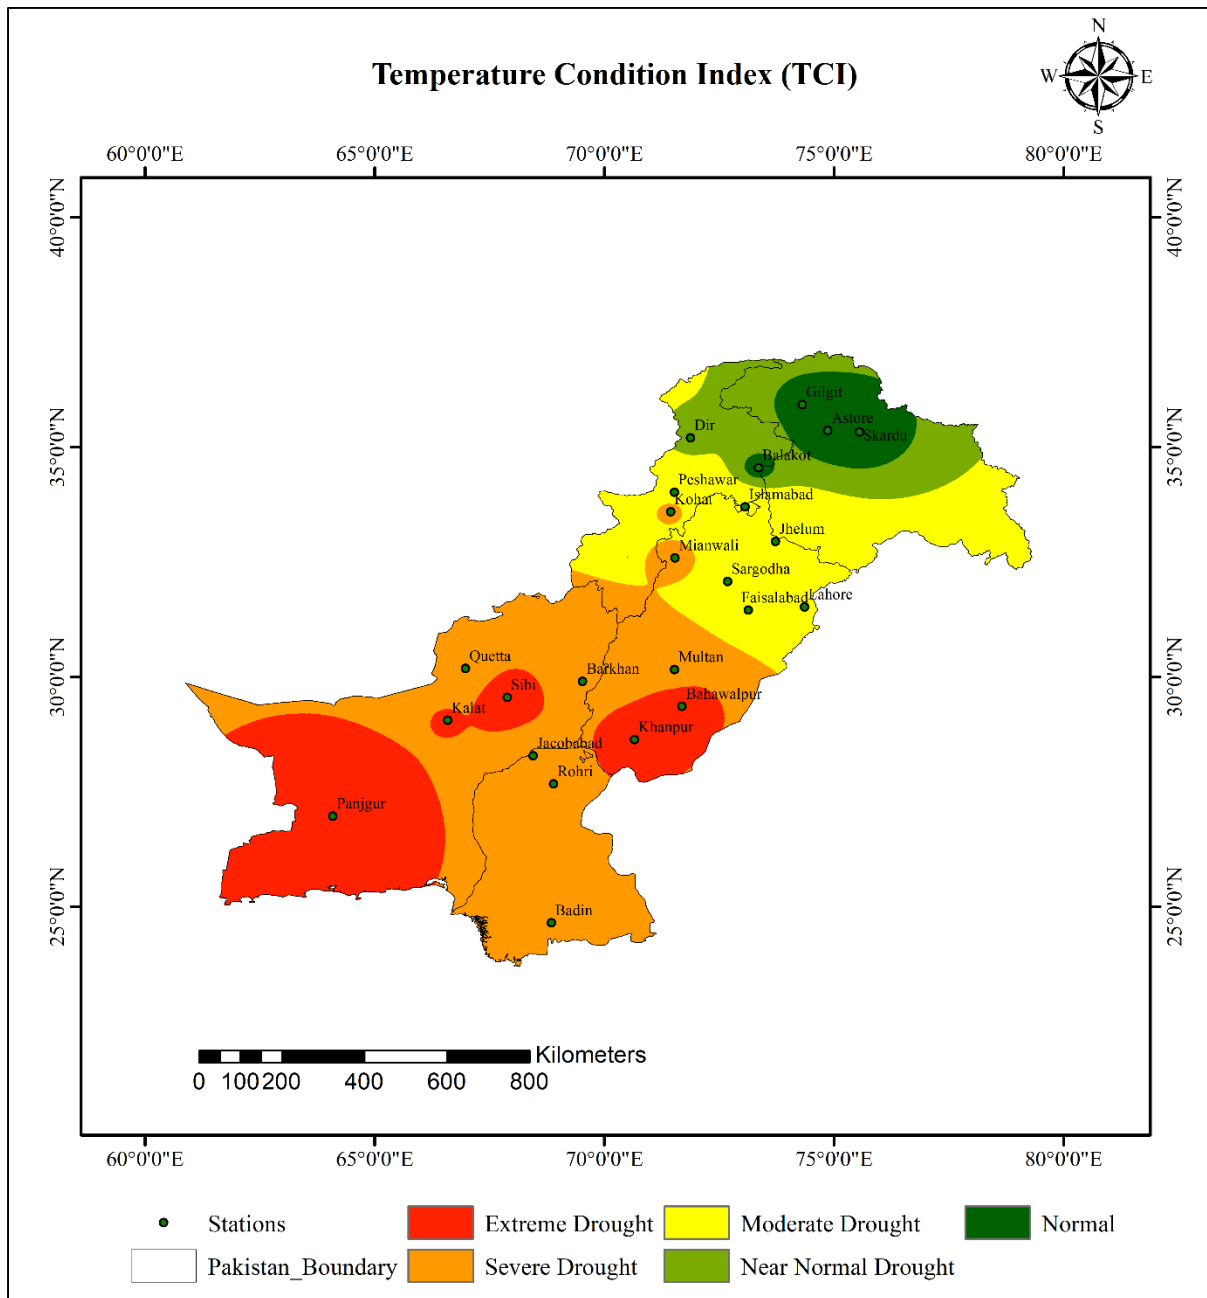 N
Temperature Condition Index (TCI)
W E
S
60°0'0"E 65°0'0"E 70°0'0"E 75°0'0"E 80°0'0"E
40°0'0"N 40°0'0"N
Gilgit
Astore
Skardu
Dir
35°0'0"N 35°0'0"N
Balakot
Peshawar
Islamabad
Kohat
Jhelum
Mianwali
Sargodha
Faisalabad Lahore
Quetta Barkhan Multan
30°0'0"N 30°0'0"N
Sibi Bahawalpur
Kalat Khanpur
Jacobabad
Rohri
Panjgur
25°0'0"N 25°0'0"N
Badin
Kilometers
0 100 200 400 600 800
60°0'0"E 65°0'0"E 70°0'0"E 75°0'0"E 80°0'0"E
Stations Extreme Drought Moderate Drought Normal
Pakistan_Boundary Severe Drought Near Normal Drought